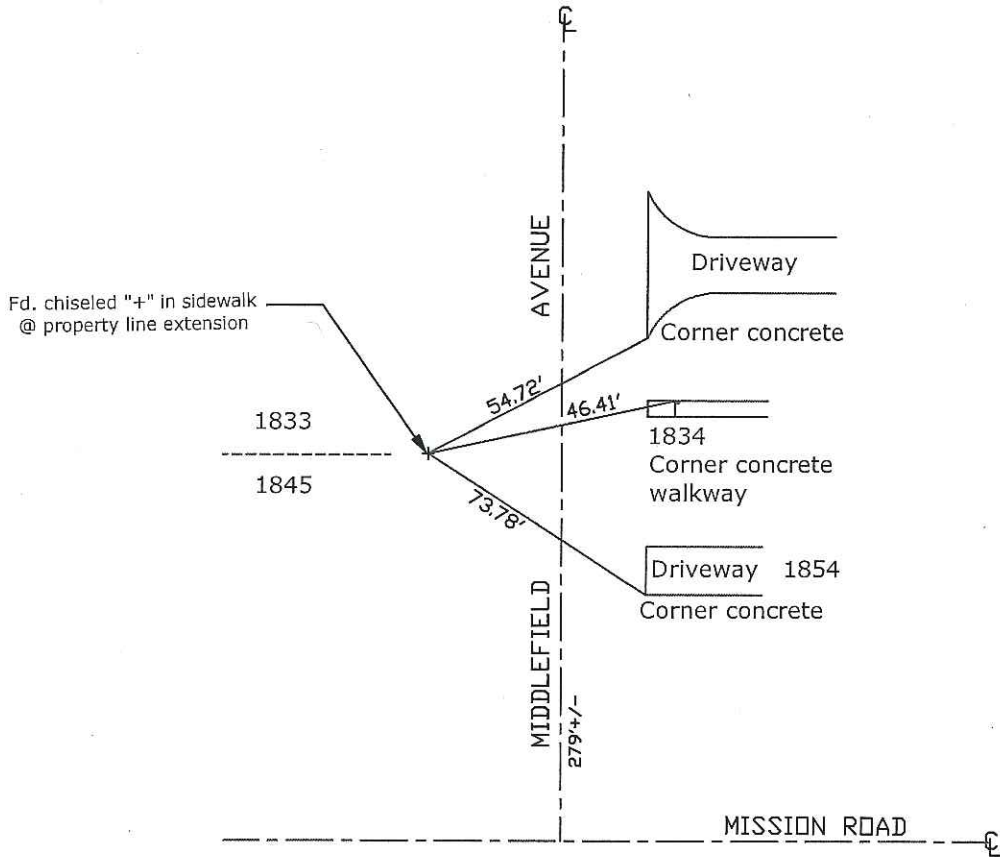 ℄
AVENUE
Driveway
Fd. chiseled "+" in sidewalk
@ property line extension
Corner concrete
54.72'
46.41'
1833
1834
Corner concrete
walkway
1845
73.78'
Driveway 1854
Corner concrete
MIDDLEFIELD
279'+/-
MISSION ROAD
℄